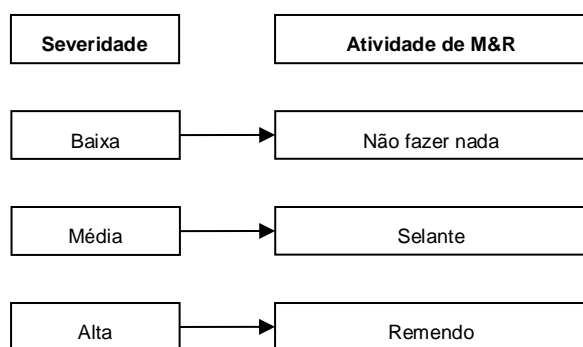 Severidade Atividade de M&R
Baixa Não fazer nada
Média Selante
Alta Remendo